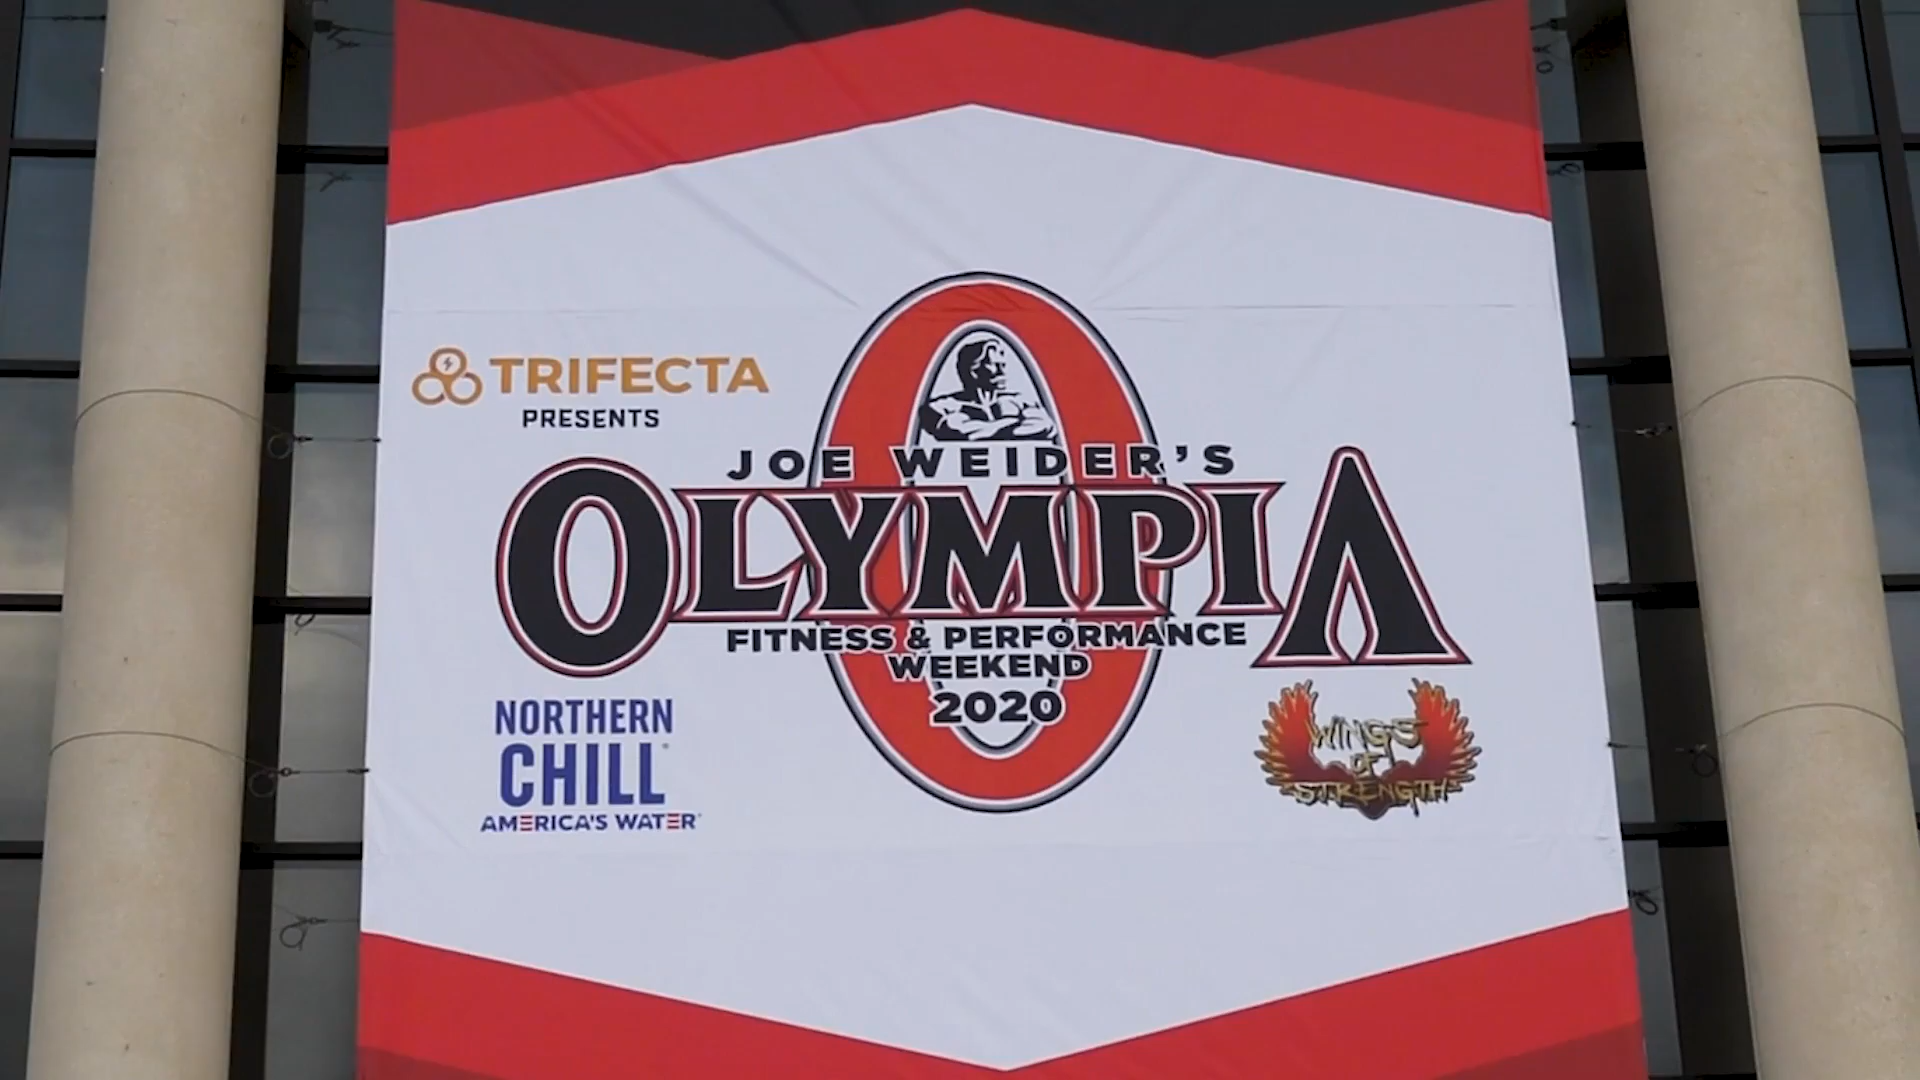 TRIFECTA
PRESENTS
JOE WEIDER'S
OLYMPIA
FITNESS & PERFORMANCE
WEEKEND
2020
NORTHERN
CHILL
AMERICA'S WATER
WINGS
OF
STRENGTH